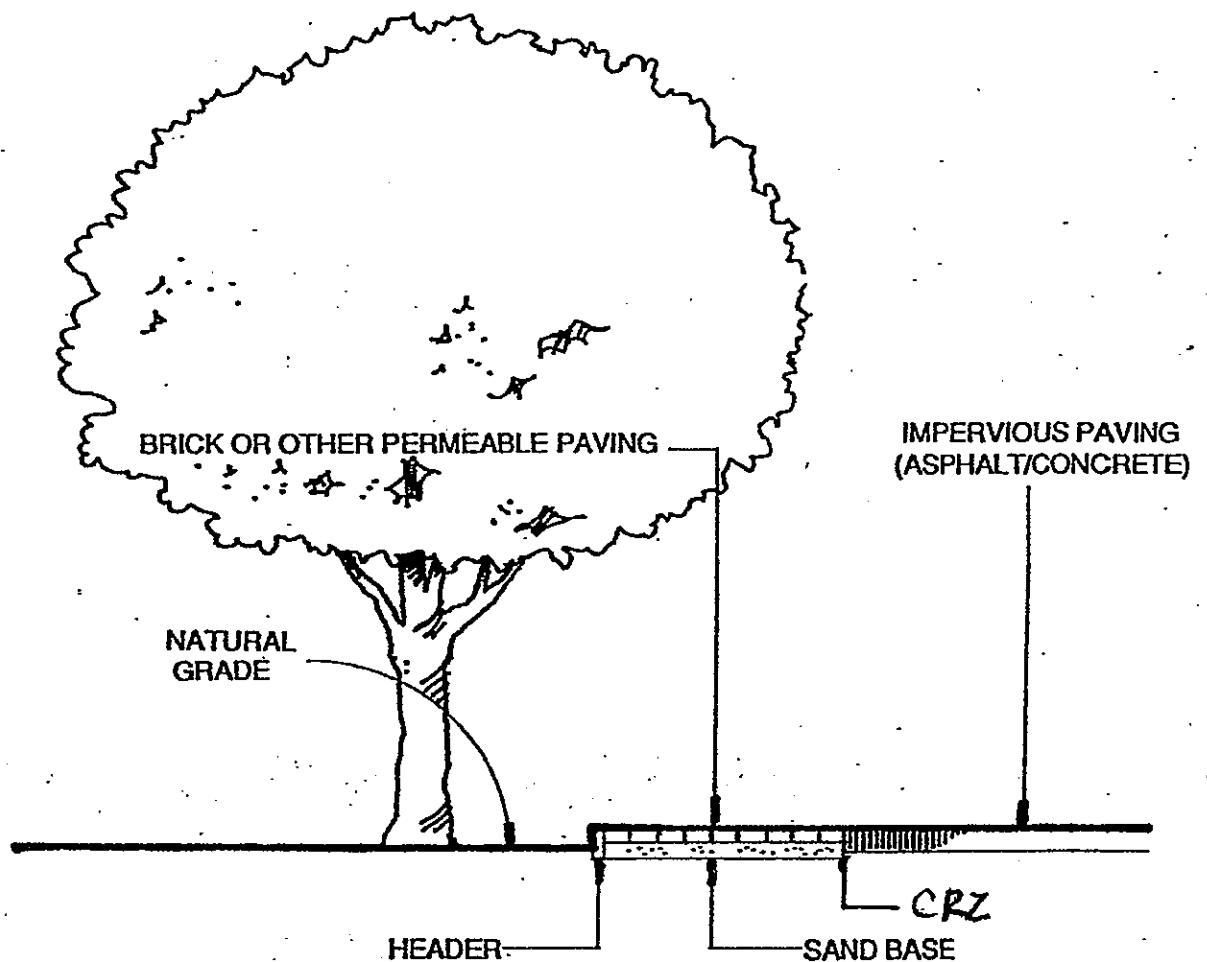 BRICK OR OTHER PERMEABLE PAVING
IMPERVIOUS PAVING
(ASPHALT/CONCRETE)
NATURAL
GRADE
CRZ
HEADER
SAND BASE